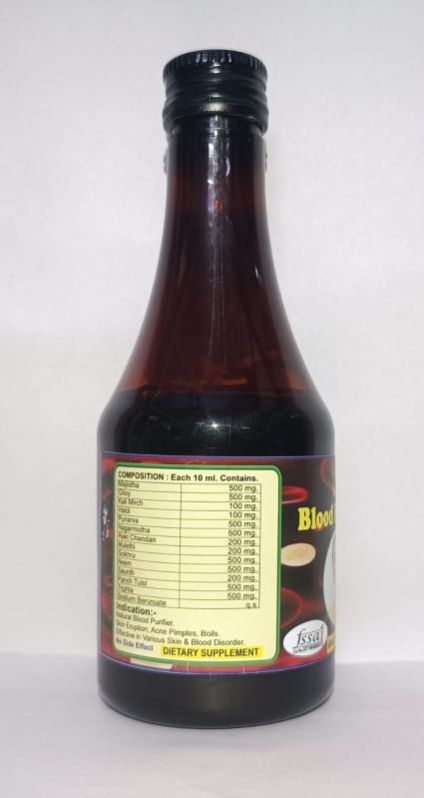 COMPOSITION : Each 10 ml. Contains.
Majistha 500 mg.
Giloy 500 mg.
Kali Mirch 100 mg.
Haldi 100 mg.
Punarva 500 mg.
Nagarmotha 500 mg.
Rakt Chandan 200 mg.
Mulethi 200 mg.
Gokhru 500 mg.
Neem 500 mg.
Saunth 200 mg.
Panch Tulsi 500 mg.
Triphla 500 mg.
Sodium Benzoate q.s
Indication:-
Natural Blood Purifier.
Skin Eruption, Acne Pimples, Boils.
Effective in Various Skin & Blood Disorder.
No Side Effect DIETARY SUPPLEMENT
Blood
fssai